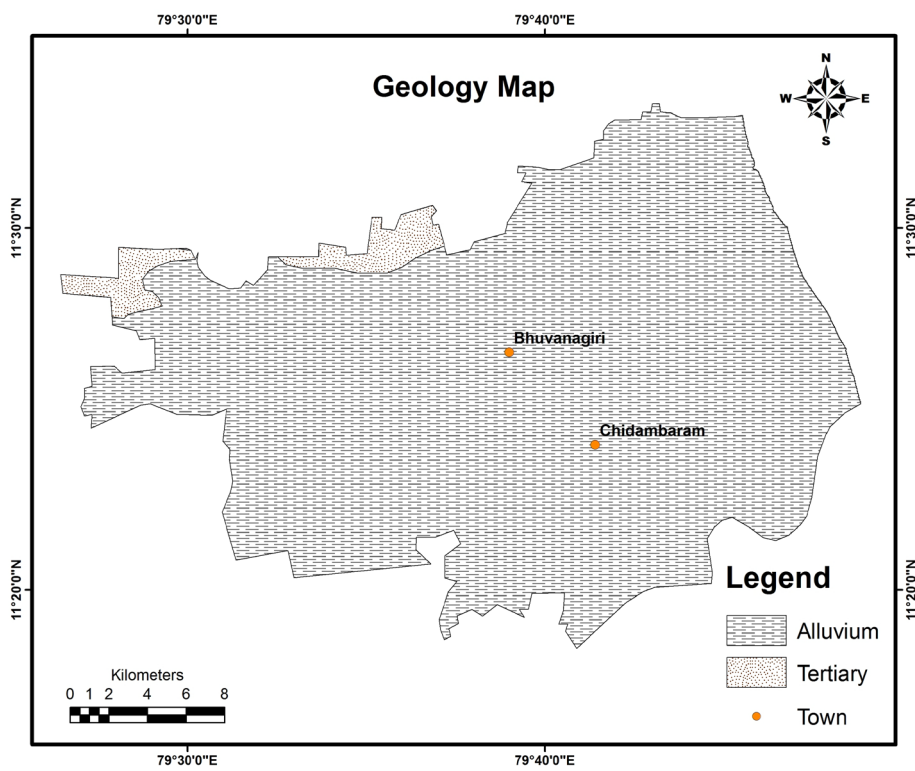 79°30'0"E 79°40'0"E
Geology Map
N
W E
S
11°30'0"N 11°30'0"N
Bhuvanagiri
Chidambaram
11°20'0"N 11°20'0"N
Legend
Alluvium
Tertiary
Town
Kilometers
0 1 2 4 6 8
79°30'0"E 79°40'0"E